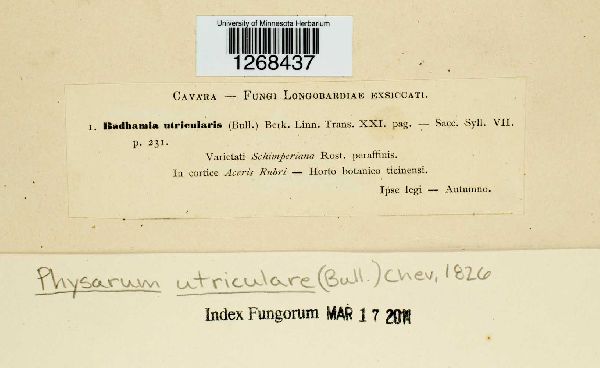 University of Minnesota Herbarium
1268437
CAVARA — FUNGI LONGOBARDIAE EXSICCATI.
1. Badhamia utricularis (Bull.) Berk. Linn. Trans. XXI. pag. — Sacc. Syll. VII.
p. 231.
Varietati Schimperiana Rost. peraffinis.
In cortice Aceris Rubri — Horto botanico ticinensi.
Ipse legi — Autumno.
Physarum utriculare (Bull.) Chev, 1826
Index Fungorum MAR 17 2011